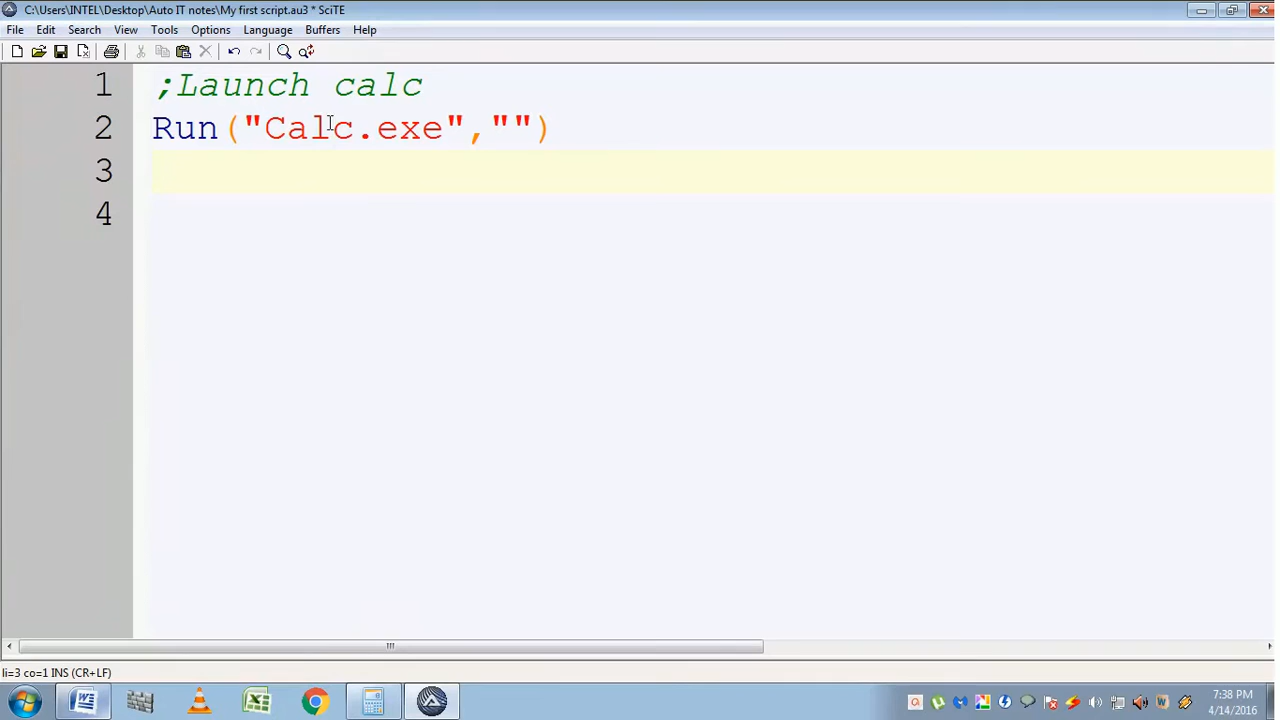 C:\Users\INTEL\Desktop\Auto IT notes\My first script.au3 * SciTE
File Edit Search View Tools Options Language Buffers Help
1 ;Launch calc
2 Run("Calc.exe","")
3
4
li=3 co=1 INS (CR+LF)
7:38 PM
4/14/2016